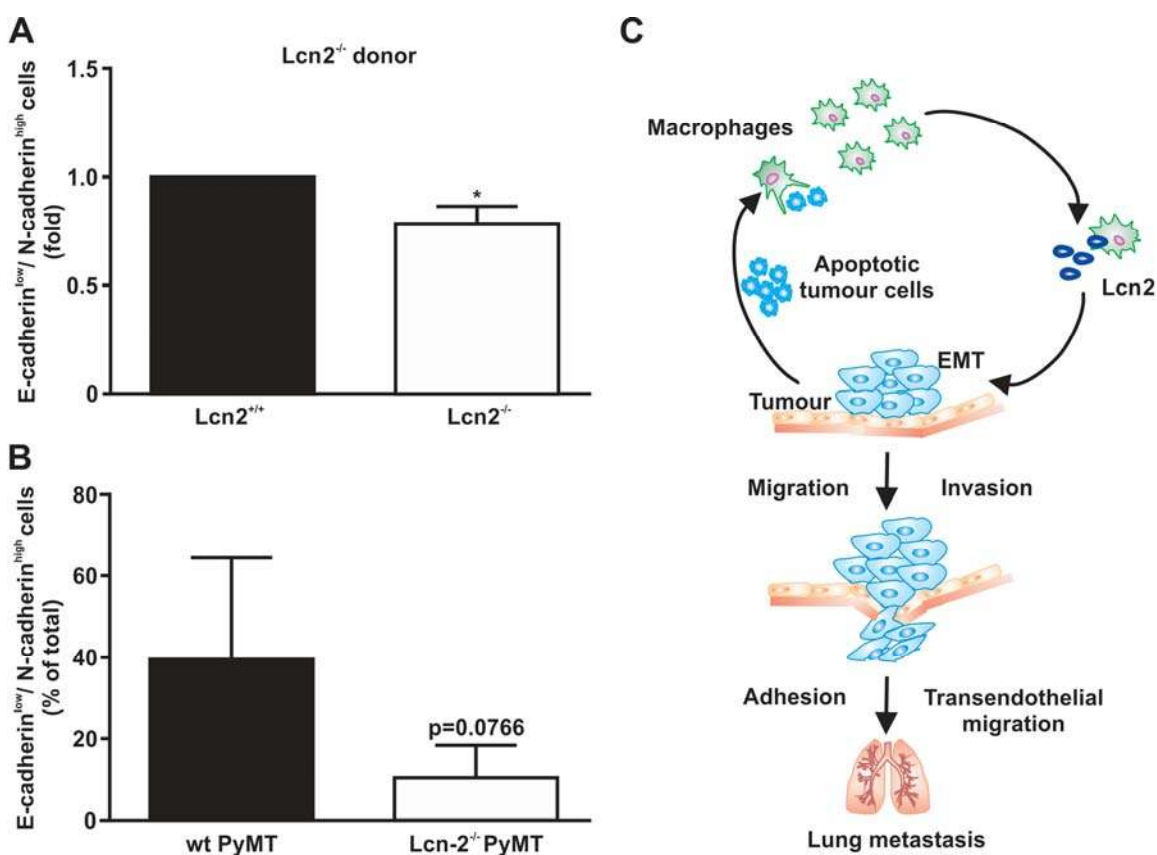 A
Lcn2-/- donor
E-cadherinlow/ N-cadherinhigh cells
(fold)
1.5
1.0
0.5
0
*
Lcn2+/+
Lcn2-/-
B
E-cadherinlow/ N-cadherinhigh cells
(% of total)
80
60
40
20
0
p=0.0766
wt PyMT
Lcn-2-/- PyMT
C
Macrophages
Apoptotic
tumour cells
Lcn2
EMT
Tumour
Migration
Invasion
Adhesion
Transendothelial
migration
Lung metastasis